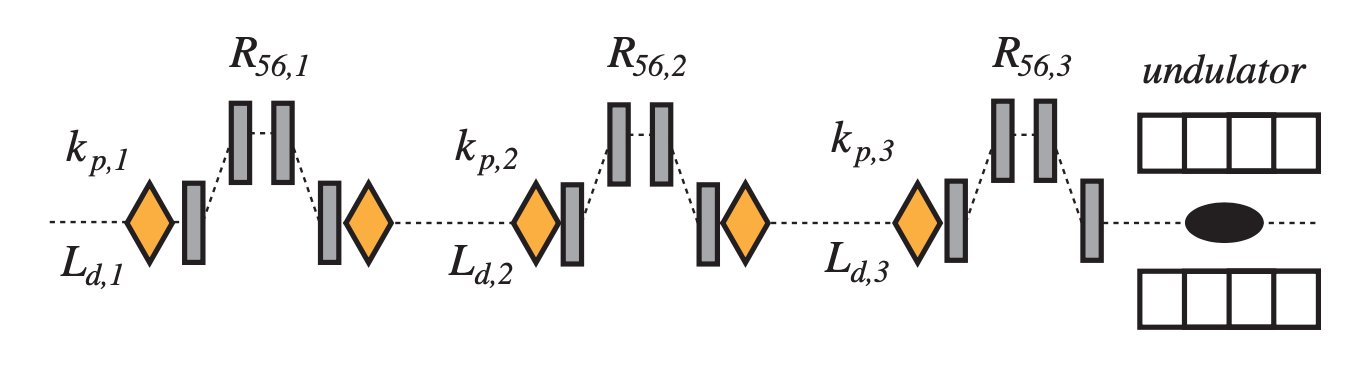 R56,1 R56,2 R56,3 undulator
kp,1 kp,2 kp,3
Ld,1 Ld,2 Ld,3